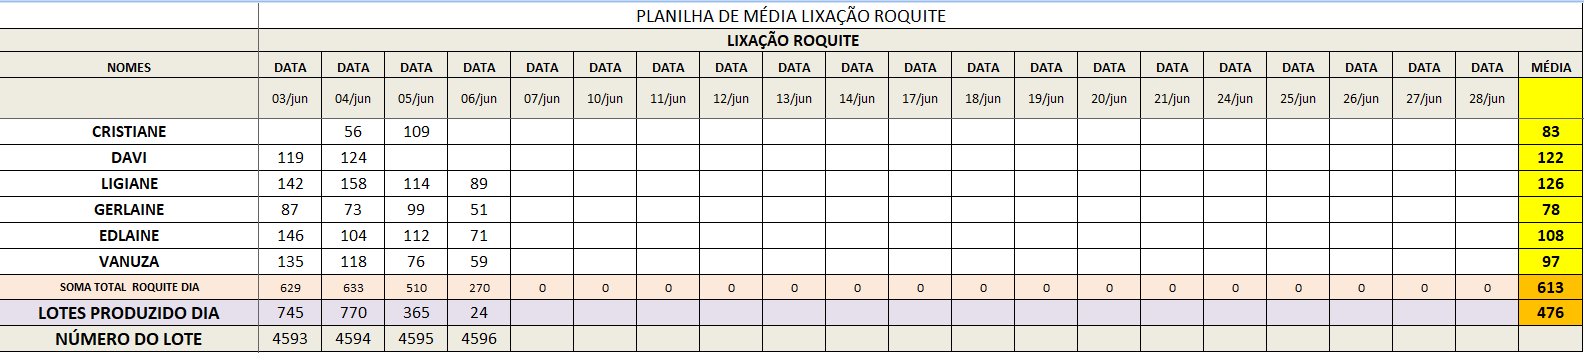 PLANILHA DE MÉDIA LIXAÇÃO ROQUITE
LIXAÇÃO ROQUITE
NOMES DATA DATA DATA DATA DATA DATA DATA DATA DATA DATA DATA DATA DATA DATA DATA DATA DATA DATA DATA DATA MÉDIA
03/jun 04/jun 05/jun 06/jun 07/jun 10/jun 11/jun 12/jun 13/jun 14/jun 17/jun 18/jun 19/jun 20/jun 21/jun 24/jun 25/jun 26/jun 27/jun 28/jun
CRISTIANE 56 109 83
DAVI 119 124 122
LIGIANE 142 158 114 89 126
GERLAINE 87 73 99 51 78
EDLAINE 146 104 112 71 108
VANUZA 135 118 76 59 97
SOMA TOTAL ROQUITE DIA 629 633 510 270 0 0 0 0 0 0 0 0 0 0 0 0 0 0 0 0 613
LOTES PRODUZIDO DIA 745 770 365 24 476
NÚMERO DO LOTE 4593 4594 4595 4596